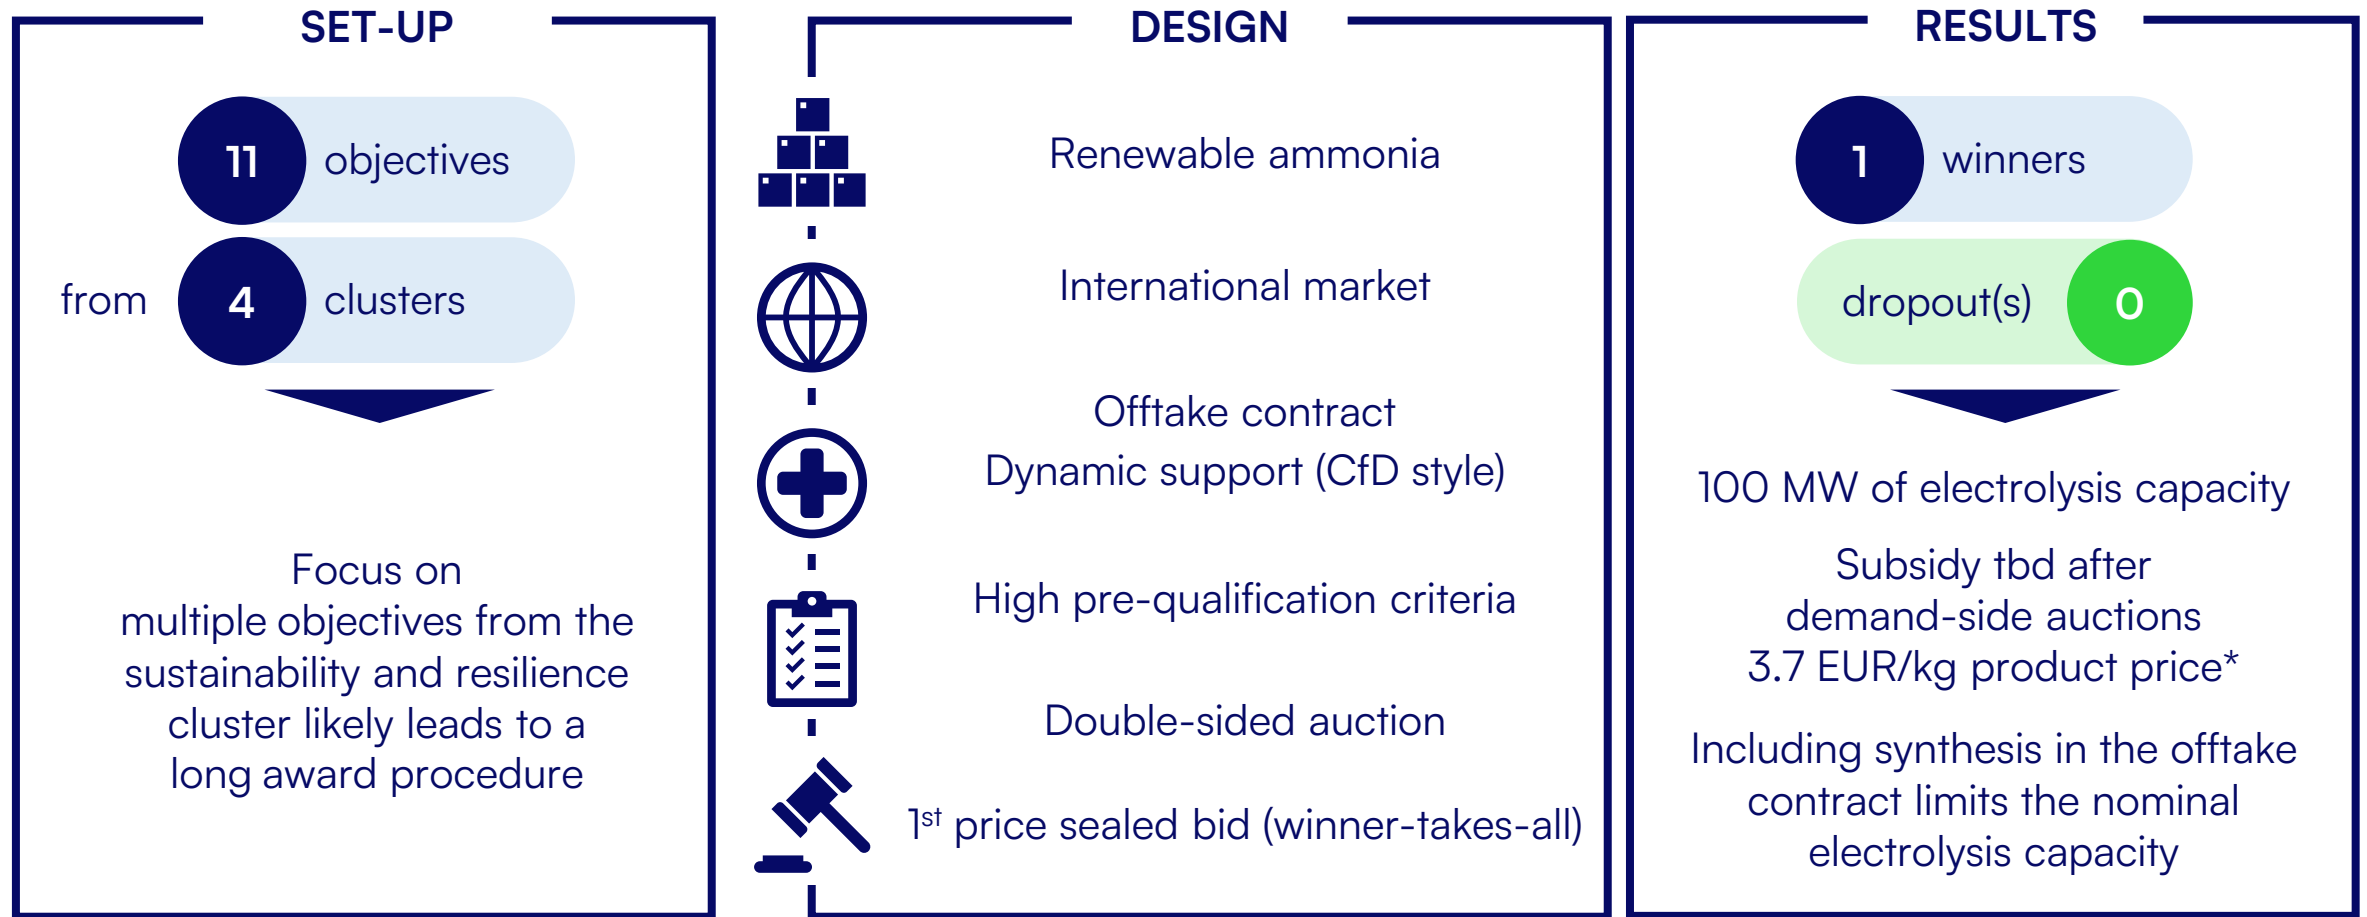 SET-UP
11 objectives
from 4 clusters
Focus on
multiple objectives from the
sustainability and resilience
cluster likely leads to a
long award procedure
DESIGN
Renewable ammonia
International market
Offtake contract
Dynamic support (CfD style)
High pre-qualification criteria
Double-sided auction
1st price sealed bid (winner-takes-all)
RESULTS
1 winners
dropout(s) 0
100 MW of electrolysis capacity
Subsidy tbd after
demand-side auctions
3.7 EUR/kg product price*
Including synthesis in the offtake
contract limits the nominal
electrolysis capacity